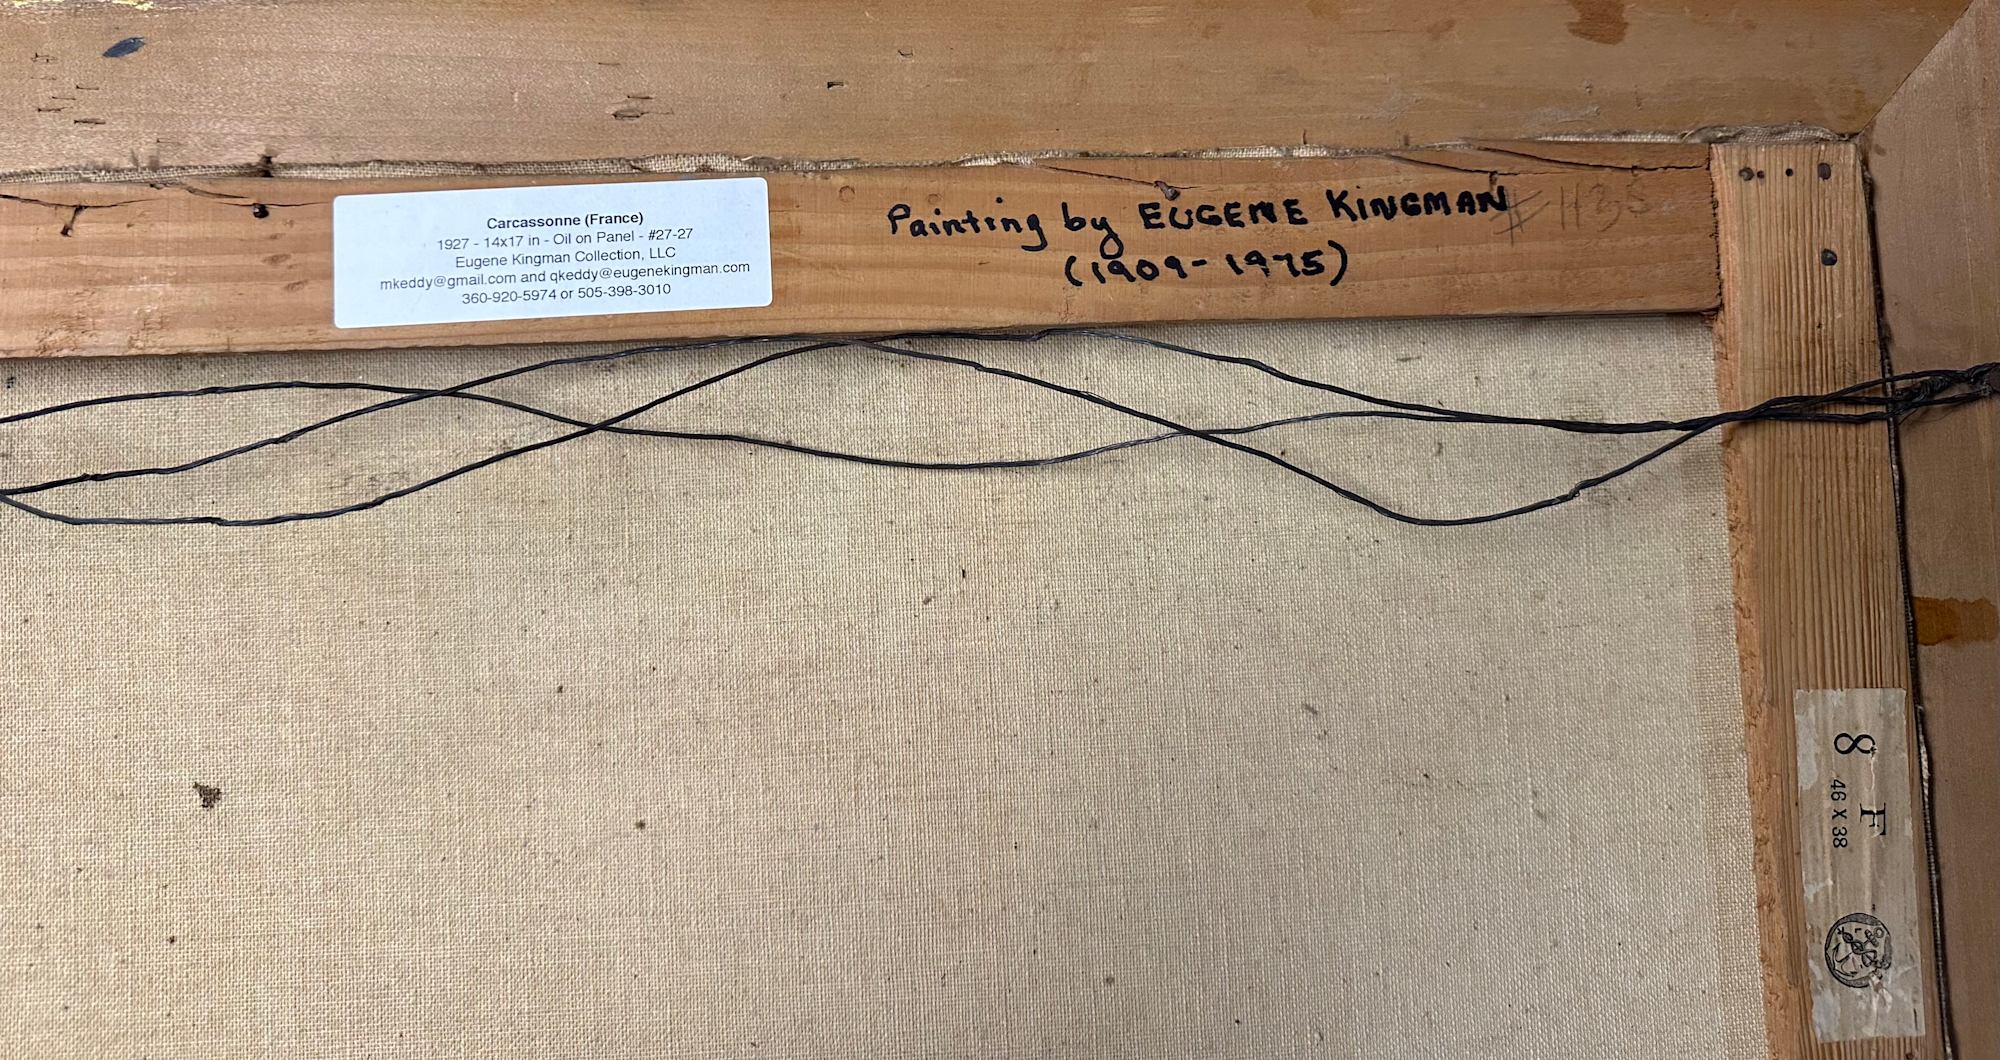 Carcassonne (France)
1927 - 14x17 in - Oil on Panel - #27-27
Eugene Kingman Collection, LLC
mkeddy@gmail.com and qkeddy@eugenekingman.com
360-920-5974 or 505-398-3010
Painting by EUGENE KINGMAN
(1909-1975)
8 F
46 X 38